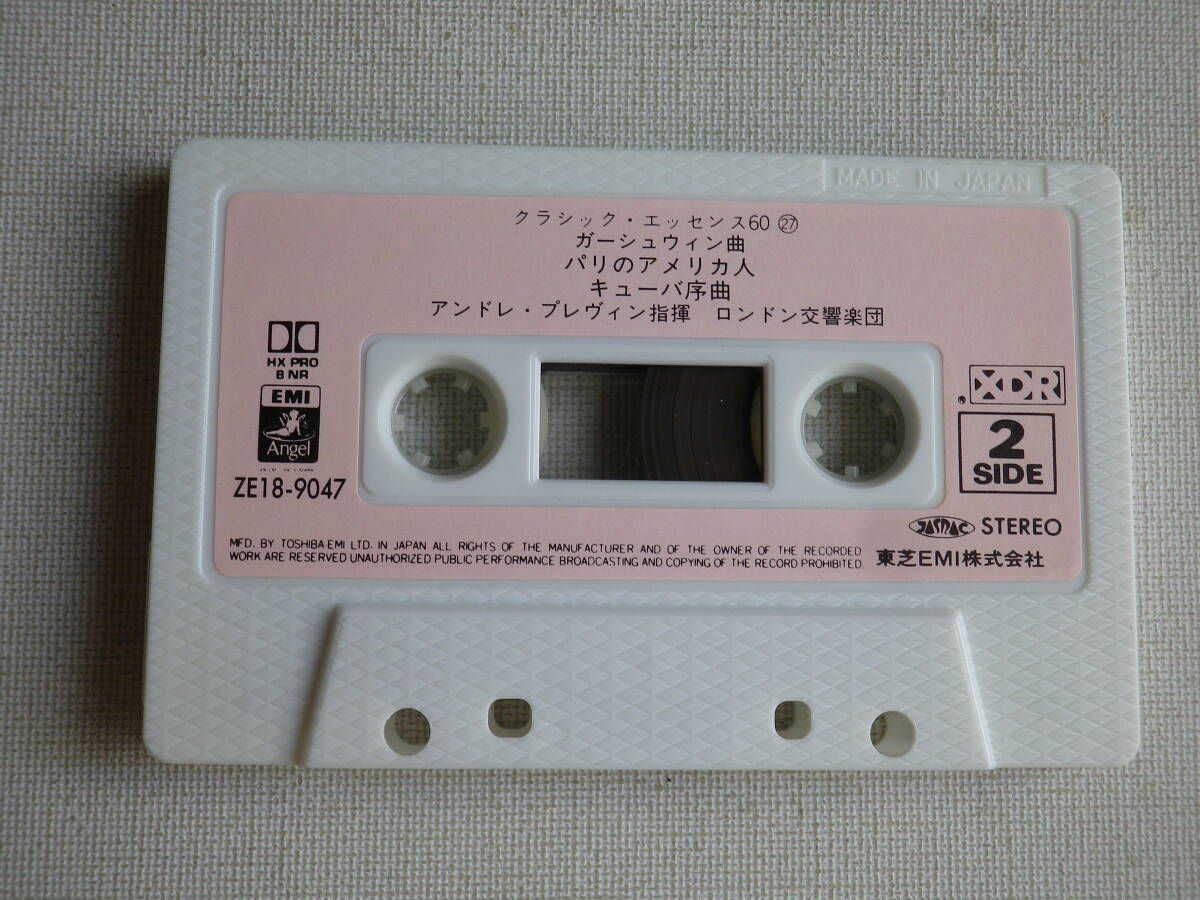 MADE IN JAPAN
クラシック・エッセンス60 ㉗
ガーシュウィン曲
パリのアメリカ人
キューバ序曲
アンドレ・プレヴィン指揮　ロンドン交響楽団
HX PRO
B NR
EMI
Angel
ZE18-9047
XDR
2
SIDE
JASRAC STEREO
MFD. BY TOSHIBA EMI LTD. IN JAPAN ALL RIGHTS OF THE MANUFACTURER AND OF THE OWNER OF THE RECORDED
WORK ARE RESERVED UNAUTHORIZED PUBLIC PERFORMANCE BROADCASTING AND COPYING OF THE RECORD PROHIBITED.
東芝EMI株式会社